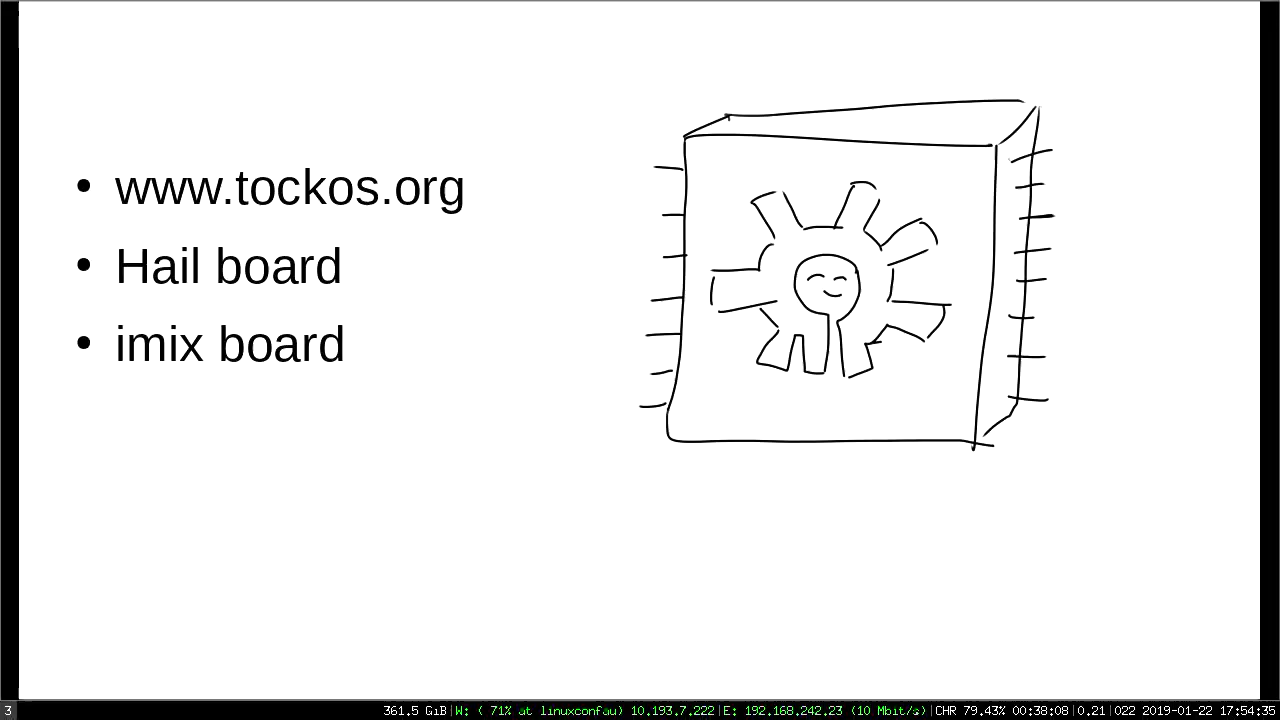 • www.tockos.org
• Hail board
• imix board
3 361.5 GiB|W: ( 71% at linuxconfau) 10.193.7.222|E: 192.168.242.23 (10 Mbit/s)|CHR 79.43% 00:38:08|0.21|022 2019-01-22 17:54:35